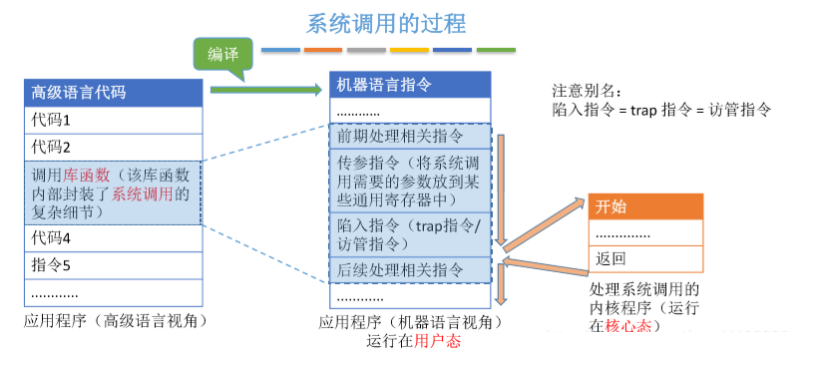 系统调用的过程
编译
高级语言代码
代码1
代码2
调用库函数（该库函数
内部封装了系统调用的
复杂细节）
代码4
指令5
…………
应用程序（高级语言视角）
机器语言指令
…………
前期处理相关指令
传参指令（将系统调
用需要的参数放到某
些通用寄存器中）
陷入指令（trap指令/
访管指令）
后续处理相关指令
…………
应用程序（机器语言视角）
运行在用户态
注意别名：
陷入指令 = trap 指令 = 访管指令
开始
…………..
返回
处理系统调用的
内核程序（运行
在核心态）